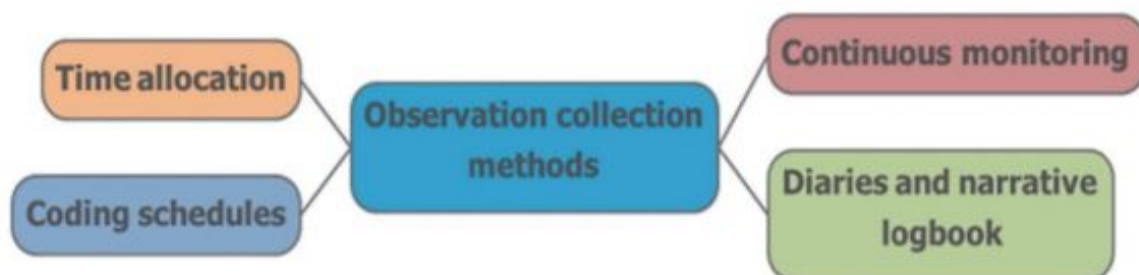 Time allocation
Coding schedules
Observation collection
methods
Continuous monitoring
Diaries and narrative
logbook